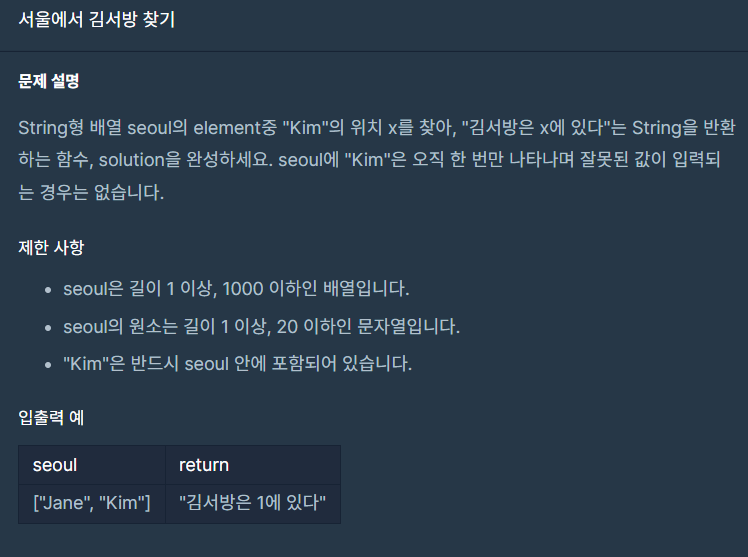 서울에서 김서방 찾기
문제 설명
String형 배열 seoul의 element중 "Kim"의 위치 x를 찾아, "김서방은 x에 있다"는 String을 반환
하는 함수, solution을 완성하세요. seoul에 "Kim"은 오직 한 번만 나타나며 잘못된 값이 입력되
는 경우는 없습니다.
제한 사항
• seoul은 길이 1 이상, 1000 이하인 배열입니다.
• seoul의 원소는 길이 1 이상, 20 이하인 문자열입니다.
• "Kim"은 반드시 seoul 안에 포함되어 있습니다.
입출력 예
seoul return
["Jane", "Kim"] "김서방은 1에 있다"